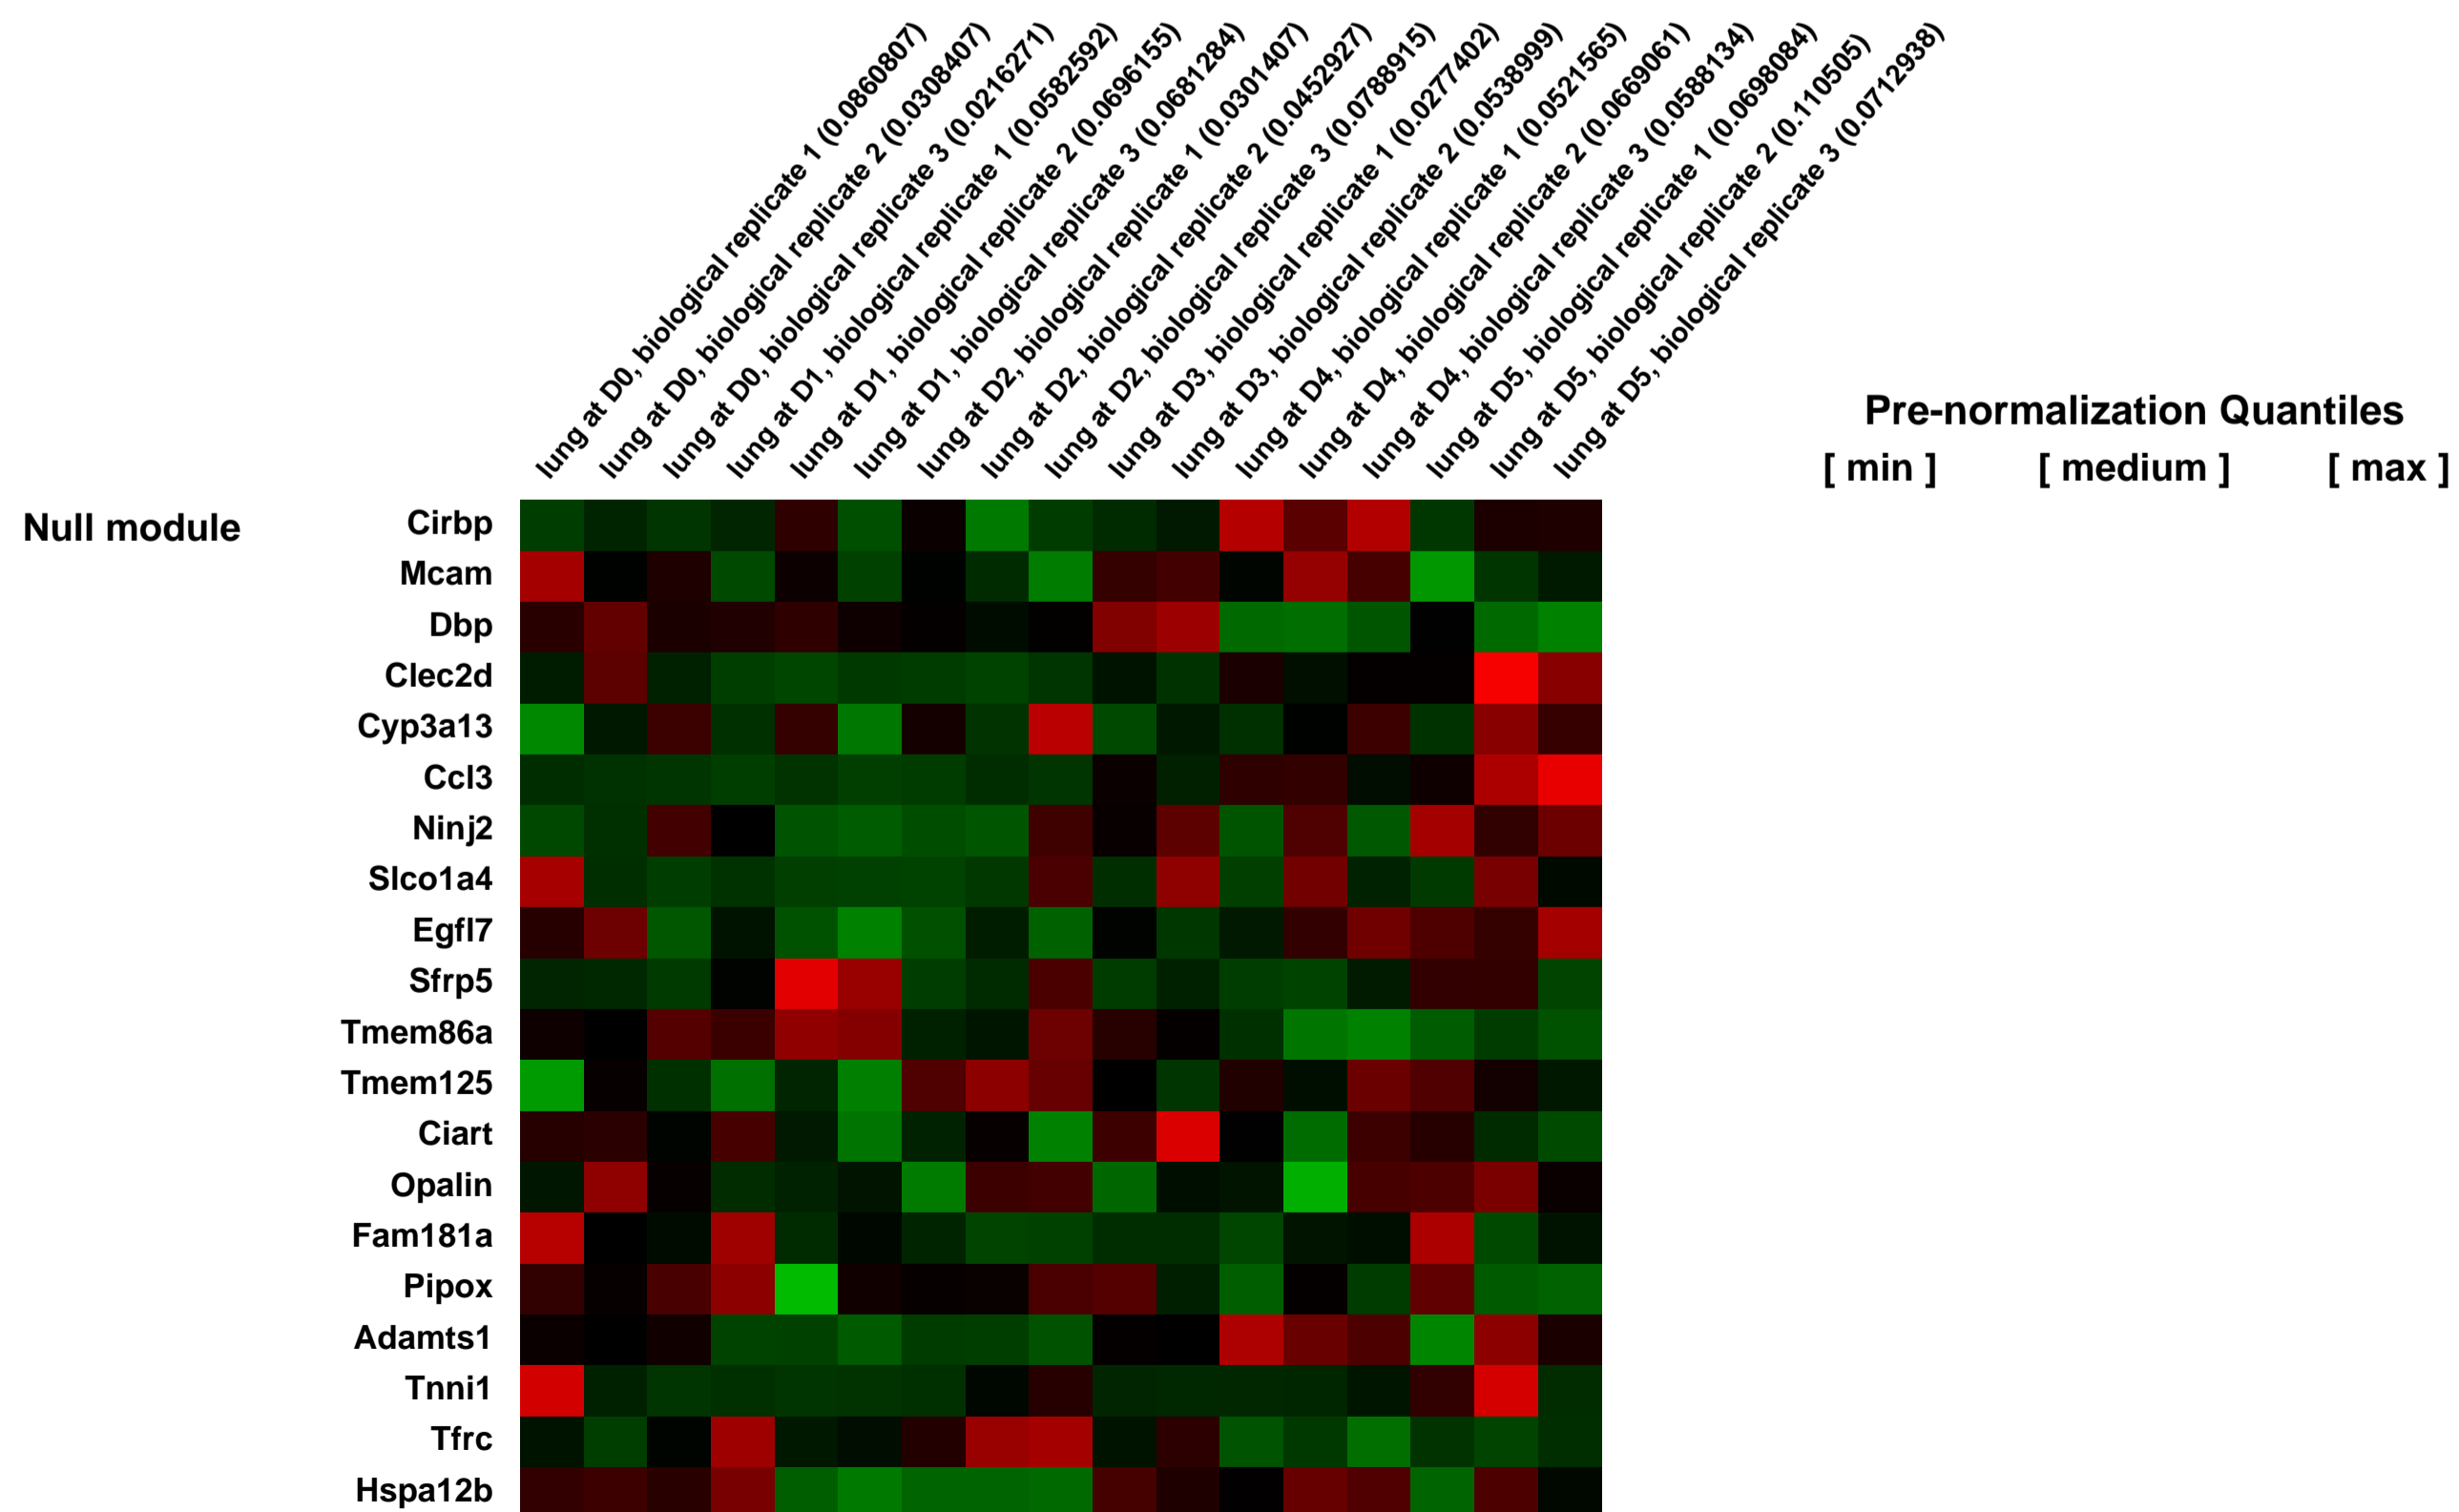 lung at D0, biological replicate 1 (0.0860807)
lung at D0, biological replicate 2 (0.0308407)
lung at D0, biological replicate 3 (0.0216271)
lung at D1, biological replicate 1 (0.0582592)
lung at D1, biological replicate 2 (0.0696155)
lung at D1, biological replicate 3 (0.0681284)
lung at D2, biological replicate 1 (0.0301407)
lung at D2, biological replicate 2 (0.0452927)
lung at D2, biological replicate 3 (0.0788915)
lung at D3, biological replicate 1 (0.0277402)
lung at D3, biological replicate 2 (0.0538999)
lung at D4, biological replicate 1 (0.0521565)
lung at D4, biological replicate 2 (0.0669061)
lung at D4, biological replicate 3 (0.0588134)
lung at D5, biological replicate 1 (0.0698084)
lung at D5, biological replicate 2 (0.110505)
lung at D5, biological replicate 3 (0.0712938)
Pre-normalization Quantiles
[ min ] [ medium ] [ max ]
Null module
Cirbp
Mcam
Dbp
Clec2d
Cyp3a13
Ccl3
Ninj2
Slco1a4
Egfl7
Sfrp5
Tmem86a
Tmem125
Ciart
Opalin
Fam181a
Pipox
Adamts1
Tnni1
Tfrc
Hspa12b